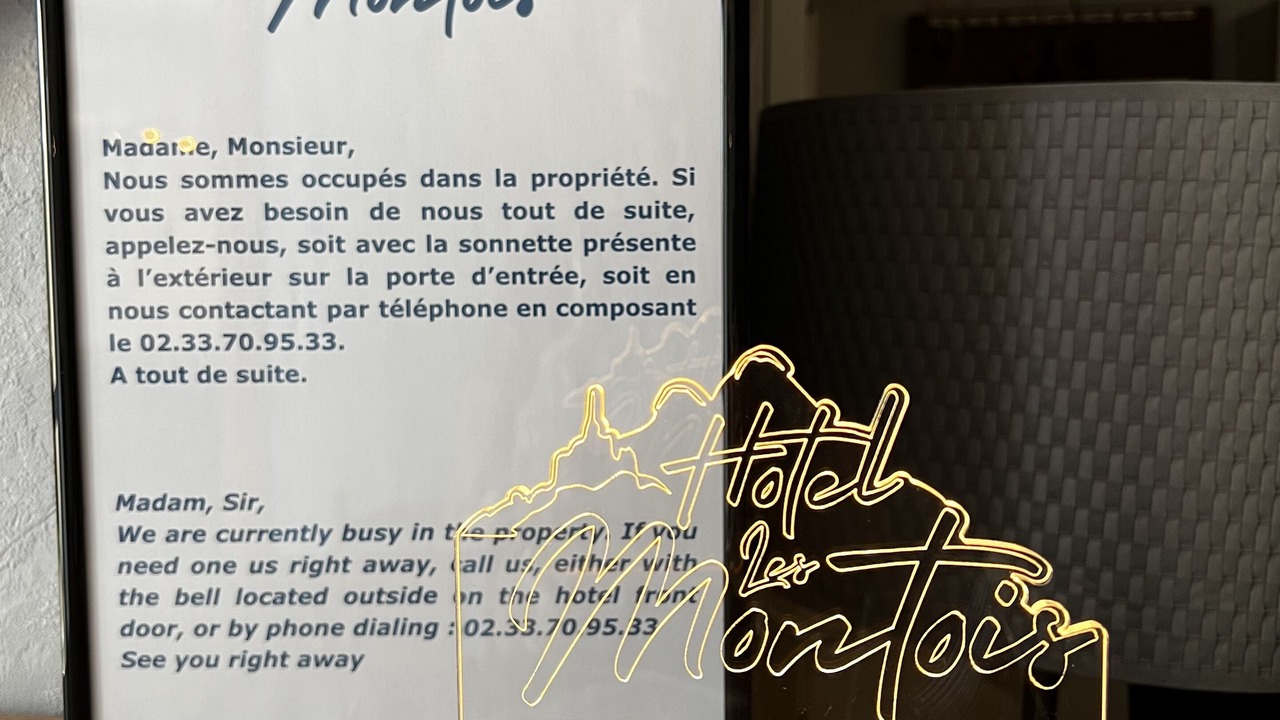 Montois
Madame, Monsieur,
Nous sommes occupés dans la propriété. Si
vous avez besoin de nous tout de suite,
appelez-nous, soit avec la sonnette présente
à l'extérieur sur la porte d'entrée, soit en
nous contactant par téléphone en composant
le 02.33.70.95.33.
A tout de suite.
Madam, Sir,
We are currently busy in the property. If you
need one us right away, call us, either with
the bell located outside on the hotel front
door, or by phone dialing : 02.33.70.95.33
See you right away
Hotel
Les
Montois